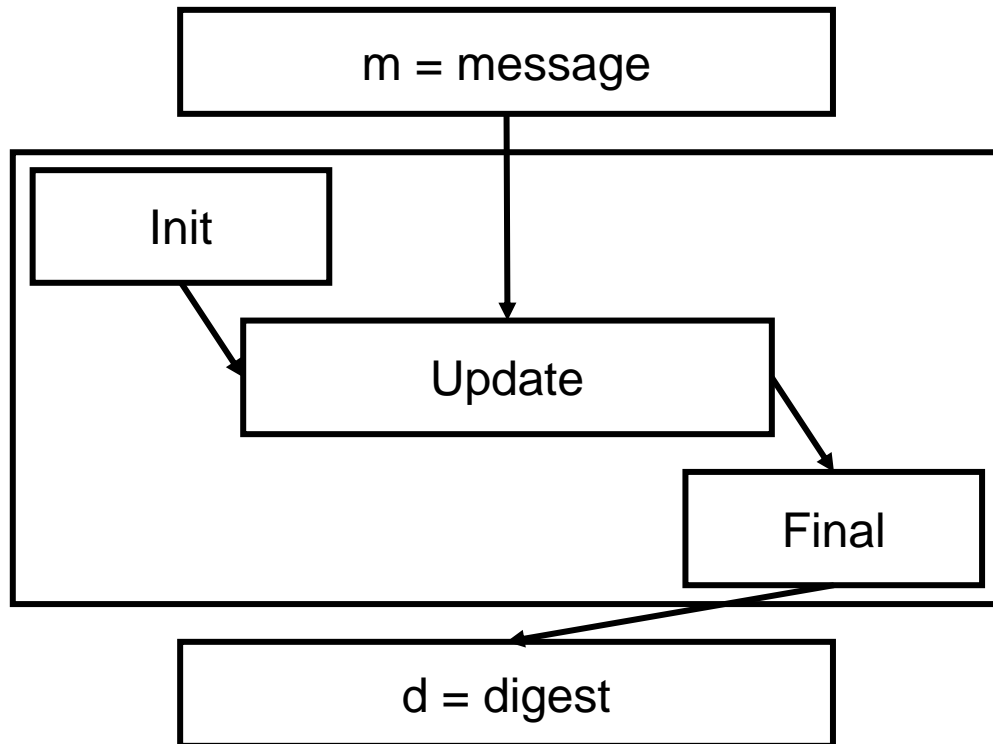 m = message
Init
Update
Final
d = digest